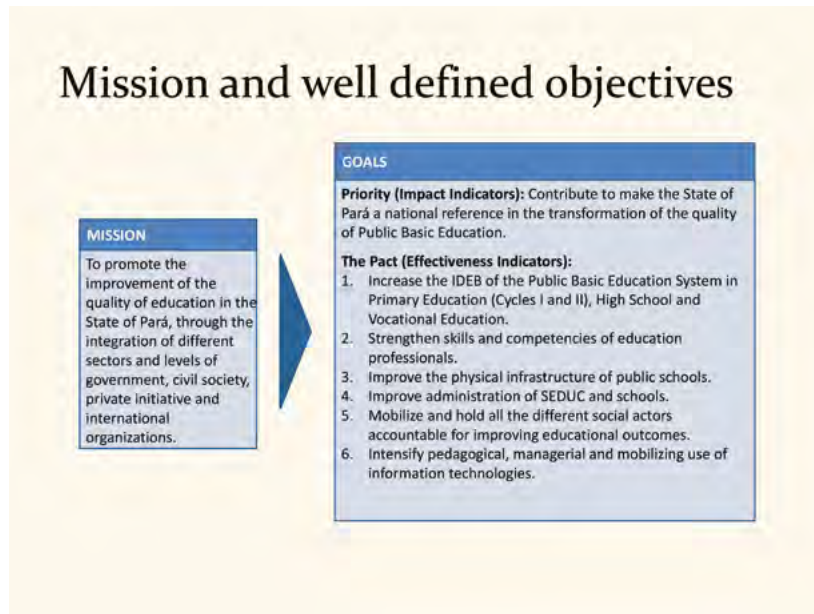 Mission and well defined objectives
MISSION
To promote the
improvement of the
quality of education in the
State of Pará, through the
integration of different
sectors and levels of
government, civil society,
private initiative and
international
organizations.
GOALS
Priority (Impact Indicators): Contribute to make the State of
Pará a national reference in the transformation of the quality
of Public Basic Education.
The Pact (Effectiveness Indicators):
1. Increase the IDEB of the Public Basic Education System in
Primary Education (Cycles I and II), High School and
Vocational Education.
2. Strengthen skills and competencies of education
professionals.
3. Improve the physical infrastructure of public schools.
4. Improve administration of SEDUC and schools.
5. Mobilize and hold all the different social actors
accountable for improving educational outcomes.
6. Intensify pedagogical, managerial and mobilizing use of
information technologies.